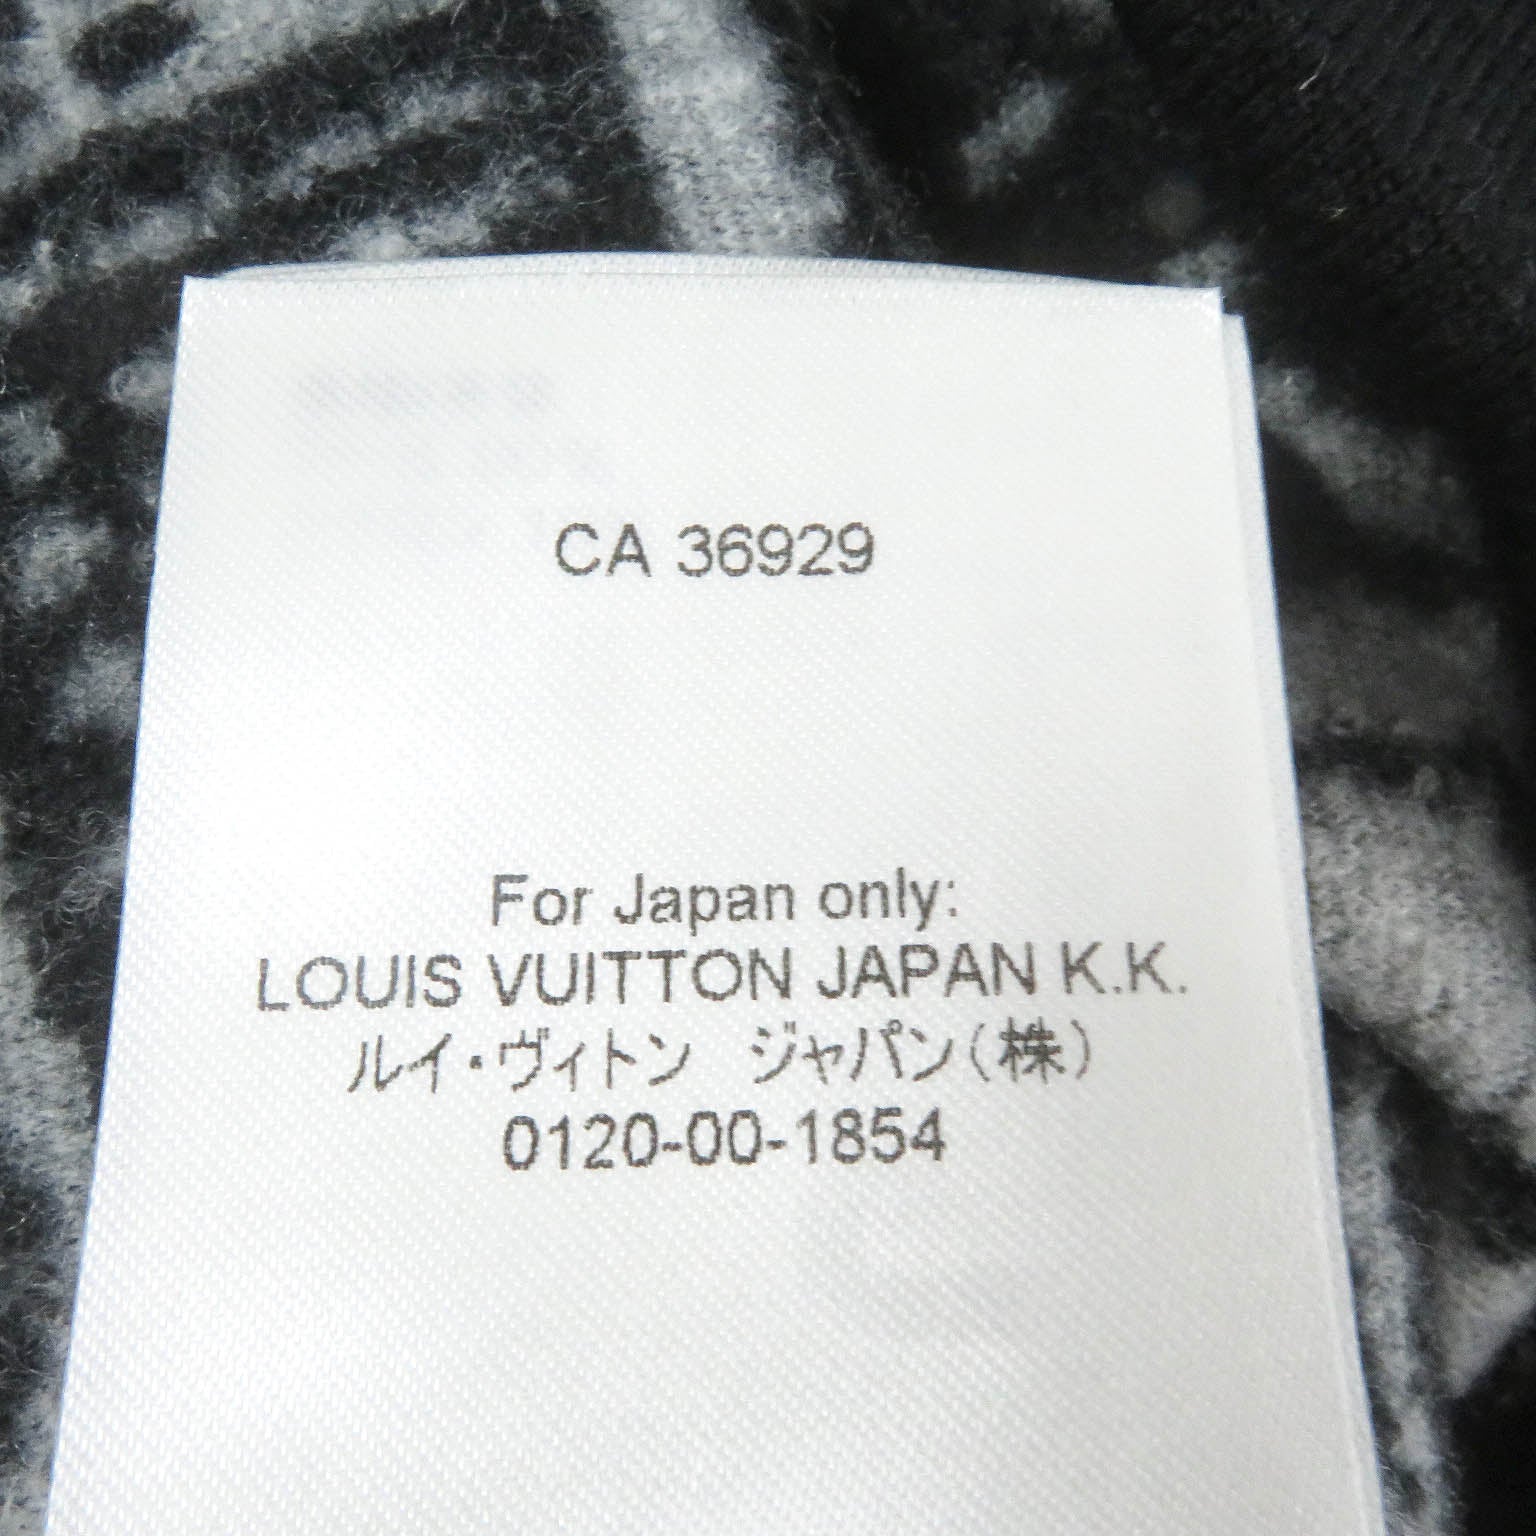 CA 36929
For Japan only:
LOUIS VUITTON JAPAN K.K.
ルイ・ヴィトン　ジャパン(株)
0120-00-1854